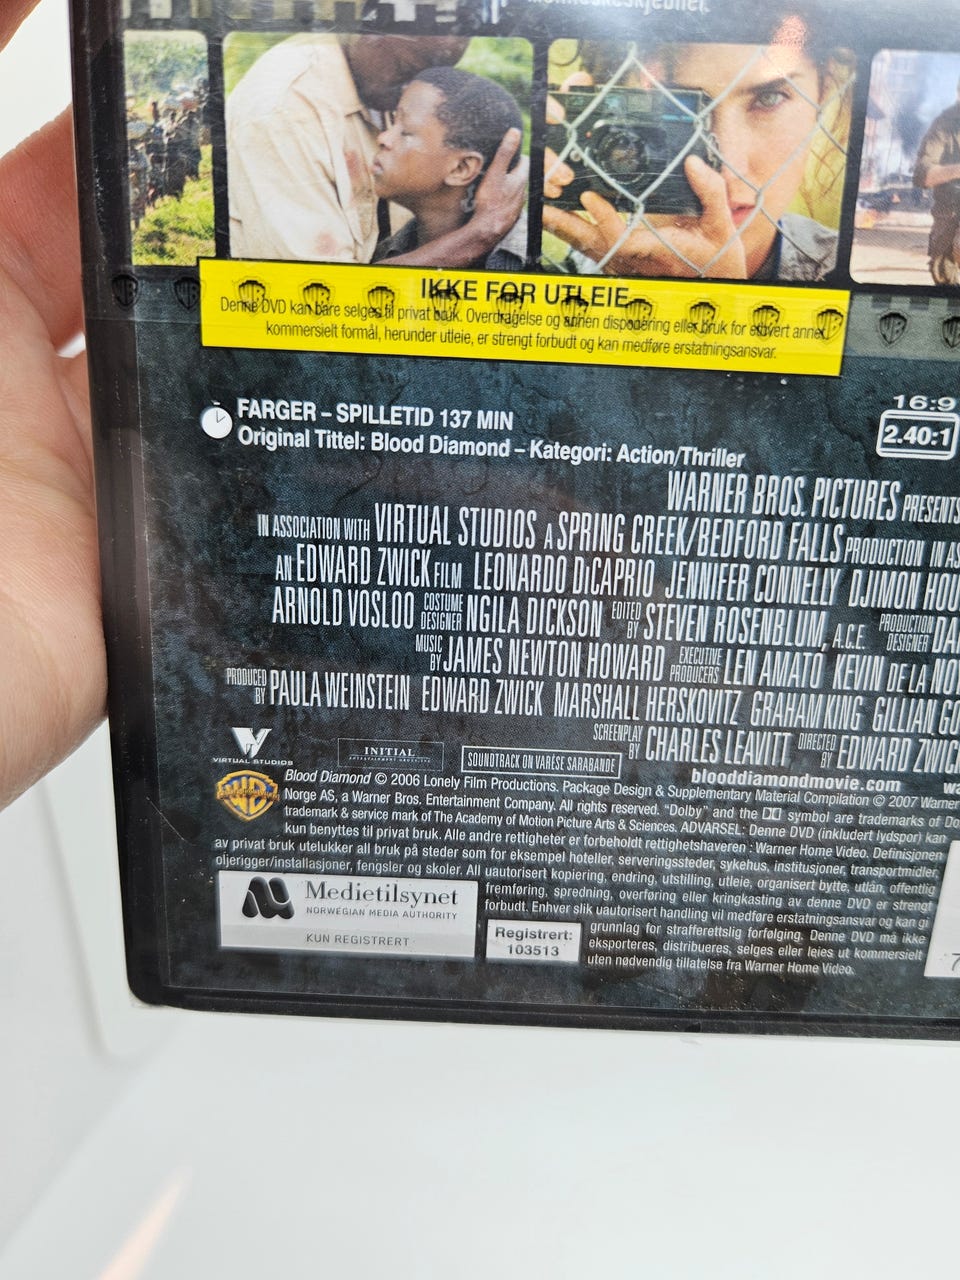 menneskeskjebner.
IKKE FOR UTLEIE
Denne DVD kan bare selges til privat bruk. Overdragelse og annen disponering eller bruk for ethvert annet
kommersielt formål, herunder utleie, er strengt forbudt og kan medføre erstatningsansvar.
FARGER – SPILLETID 137 MIN
Original Tittel: Blood Diamond – Kategori: Action/Thriller
16:9
2.40:1
WARNER BROS. PICTURES PRESENTS
IN ASSOCIATION WITH VIRTUAL STUDIOS A SPRING CREEK/BEDFORD FALLS PRODUCTION IN AS
AN EDWARD ZWICK FILM LEONARDO DiCAPRIO JENNIFER CONNELLY DJIMON HOU
ARNOLD VOSLOO COSTUME DESIGNER NGILA DICKSON EDITED BY STEVEN ROSENBLUM, A.C.E. PRODUCTION DESIGNER DA
MUSIC BY JAMES NEWTON HOWARD EXECUTIVE PRODUCERS LEN AMATO KEVIN DE LA NO
PRODUCED BY PAULA WEINSTEIN EDWARD ZWICK MARSHALL HERSKOVITZ GRAHAM KING GILLIAN GO
SCREENPLAY BY CHARLES LEAVITT DIRECTED BY EDWARD ZWICK
VIRTUAL STUDIOS
INITIAL
SOUNDTRACK ON VARÈSE SARABANDE
blooddiamondmovie.com wa
Blood Diamond © 2006 Lonely Film Productions. Package Design & Supplementary Material Compilation © 2007 Warner
Norge AS, a Warner Bros. Entertainment Company. All rights reserved. "Dolby" and the DD symbol are trademarks of Do
trademark & service mark of The Academy of Motion Picture Arts & Sciences. ADVARSEL: Denne DVD (inkludert lydspor) kan
kun benyttes til privat bruk. Alle andre rettigheter er forbeholdt rettighetshaveren : Warner Home Video. Definisjonen
av privat bruk utelukker all bruk på steder som for eksempel hoteller, serveringssteder, sykehus, institusjoner, transportmidler,
oljerigger/installasjoner, fengsler og skoler. All uautorisert kopiering, endring, utstilling, utleie, organisert bytte, utlån, offentlig
fremføring, spredning, overføring eller kringkasting av denne DVD er strengt
forbudt. Enhver slik uautorisert handling vil medføre erstatningsansvar og kan gi
grunnlag for strafferettslig forfølging. Denne DVD må ikke
eksporteres, distribueres, selges eller leies ut kommersielt
uten nødvendig tillatelse fra Warner Home Video.
Medietilsynet
NORWEGIAN MEDIA AUTHORITY
KUN REGISTRERT
Registrert:
103513
7